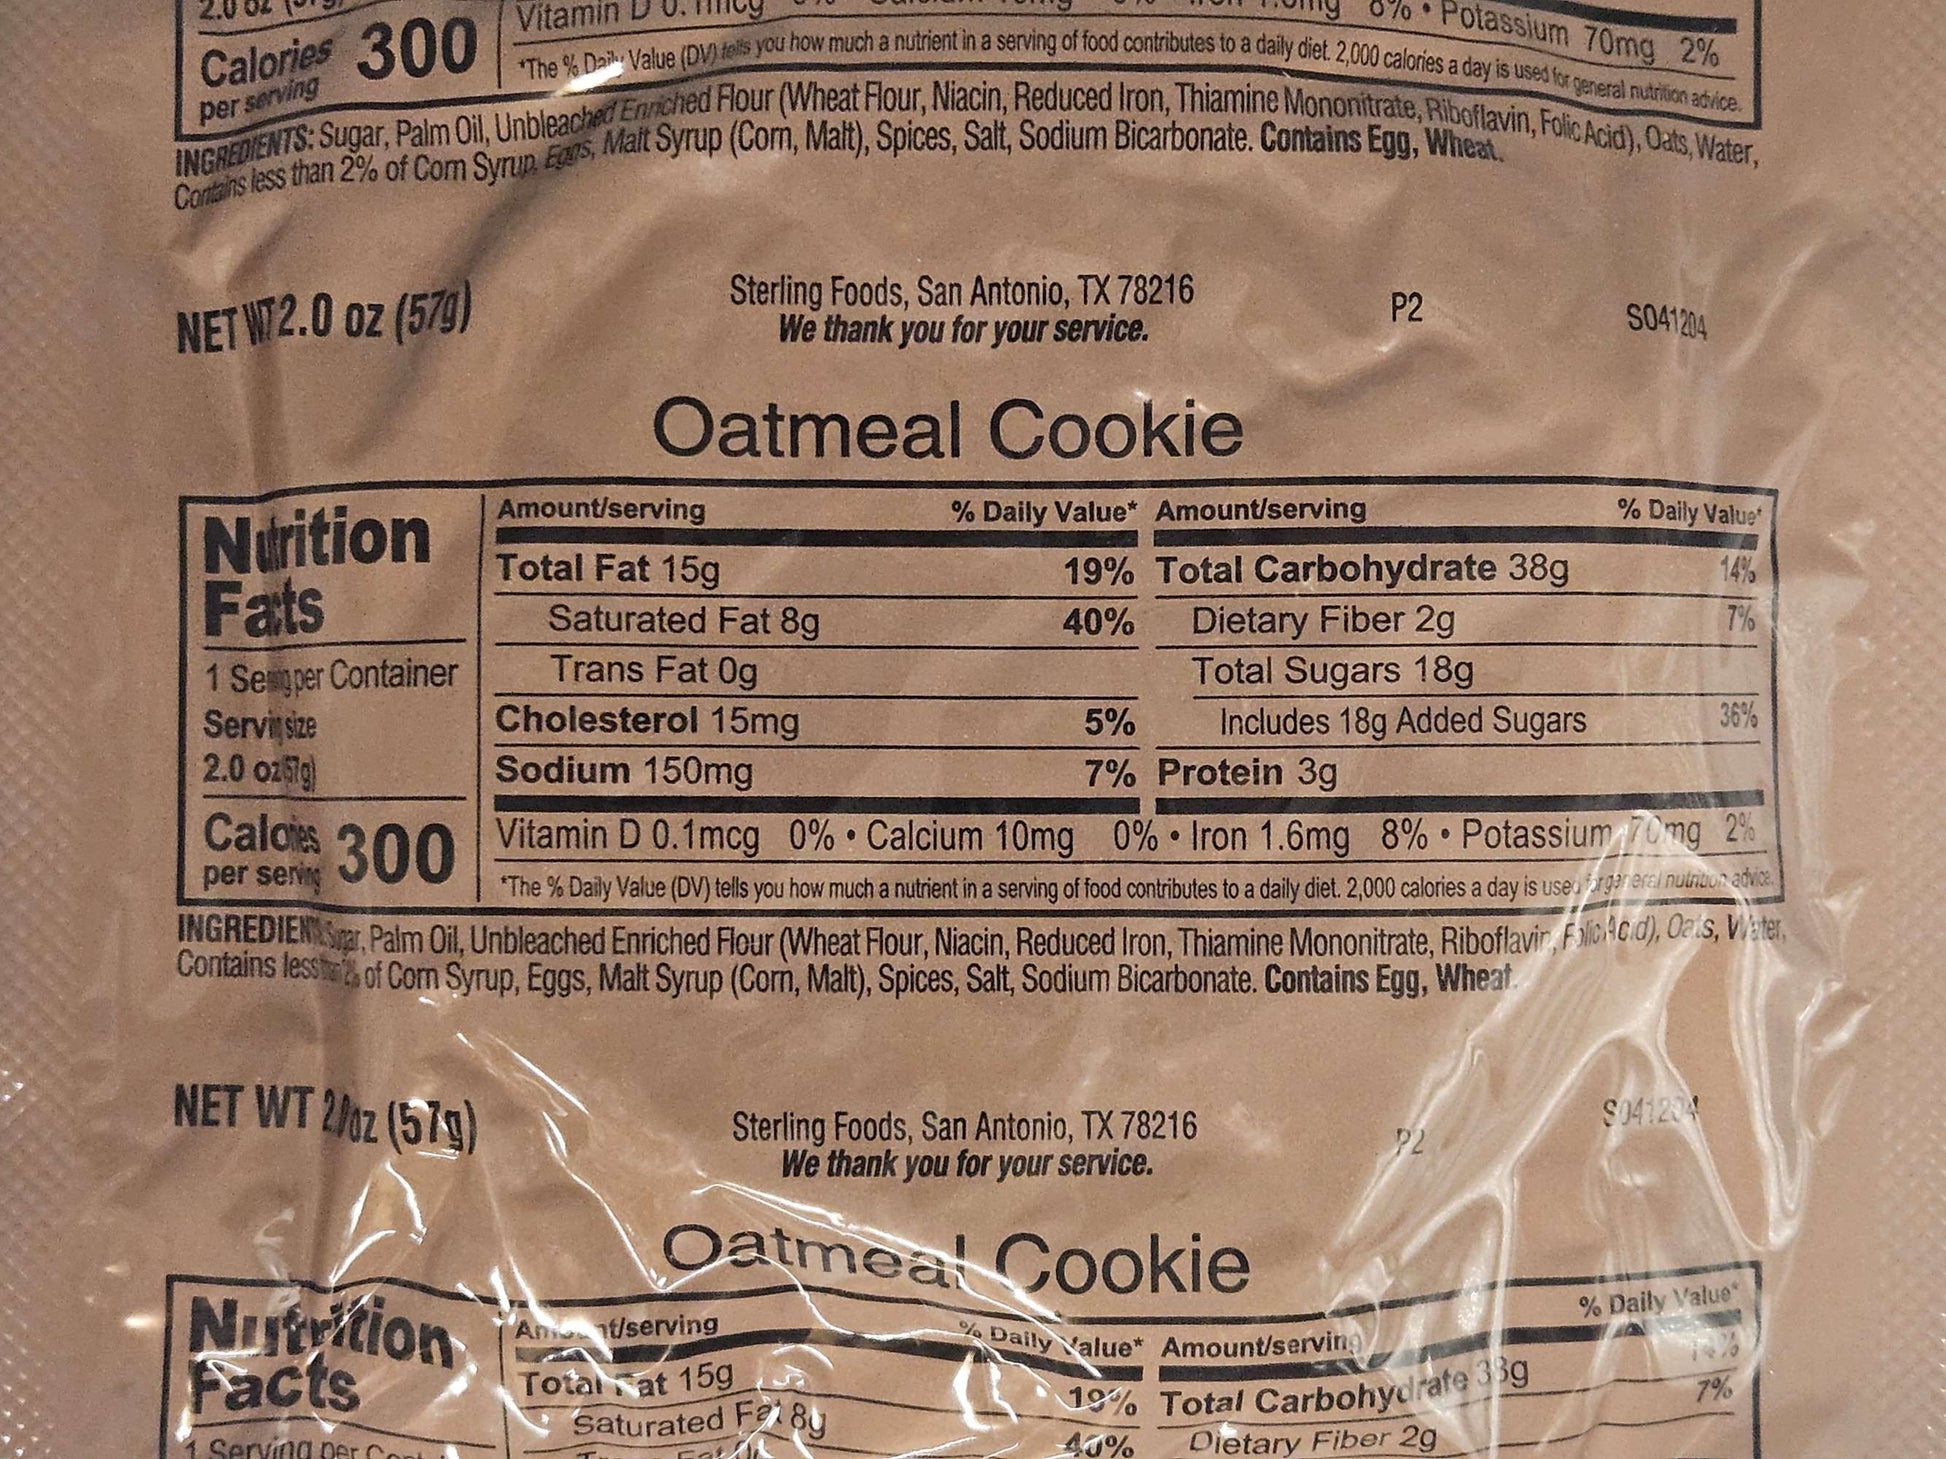 2.0 oz
Vitamin D 0.1mcg 0% • Iron 1.6mg 8% • Potassium 70mg 2%
Calories 300
per serving
*The % Daily Value (DV) tells you how much a nutrient in a serving of food contributes to a daily diet. 2,000 calories a day is used for general nutrition advice.
INGREDIENTS: Sugar, Palm Oil, Unbleached Enriched Flour (Wheat Flour, Niacin, Reduced Iron, Thiamine Mononitrate, Riboflavin, Folic Acid), Oats, Water,
Contains less than 2% of Corn Syrup, Eggs, Malt Syrup (Corn, Malt), Spices, Salt, Sodium Bicarbonate. Contains Egg, Wheat.
NET WT 2.0 oz (57g)
Sterling Foods, San Antonio, TX 78216
We thank you for your service.
P2
S041204
Oatmeal Cookie
Nutrition
Facts
1 Serving per Container
Serving size
2.0 oz (57g)
Calories 300
per serving
Amount/serving % Daily Value* Amount/serving % Daily Value*
Total Fat 15g 19% Total Carbohydrate 38g 14%
Saturated Fat 8g 40% Dietary Fiber 2g 7%
Trans Fat 0g Total Sugars 18g
Cholesterol 15mg 5% Includes 18g Added Sugars 36%
Sodium 150mg 7% Protein 3g
Vitamin D 0.1mcg 0% • Calcium 10mg 0% • Iron 1.6mg 8% • Potassium 70mg 2%
*The % Daily Value (DV) tells you how much a nutrient in a serving of food contributes to a daily diet. 2,000 calories a day is used for general nutrition advice.
INGREDIENTS: Sugar, Palm Oil, Unbleached Enriched Flour (Wheat Flour, Niacin, Reduced Iron, Thiamine Mononitrate, Riboflavin, Folic Acid), Oats, Water,
Contains less than 2% of Corn Syrup, Eggs, Malt Syrup (Corn, Malt), Spices, Salt, Sodium Bicarbonate. Contains Egg, Wheat.
NET WT 2.0 oz (57g)
Sterling Foods, San Antonio, TX 78216
We thank you for your service.
P2
S041204
Oatmeal Cookie
Nutrition
Facts
1 Serving per
Amount/serving % Daily Value* Amount/serving % Daily Value*
Total Fat 15g 19% Total Carbohydrate 38g 14%
Saturated Fat 8g 40% Dietary Fiber 2g 7%